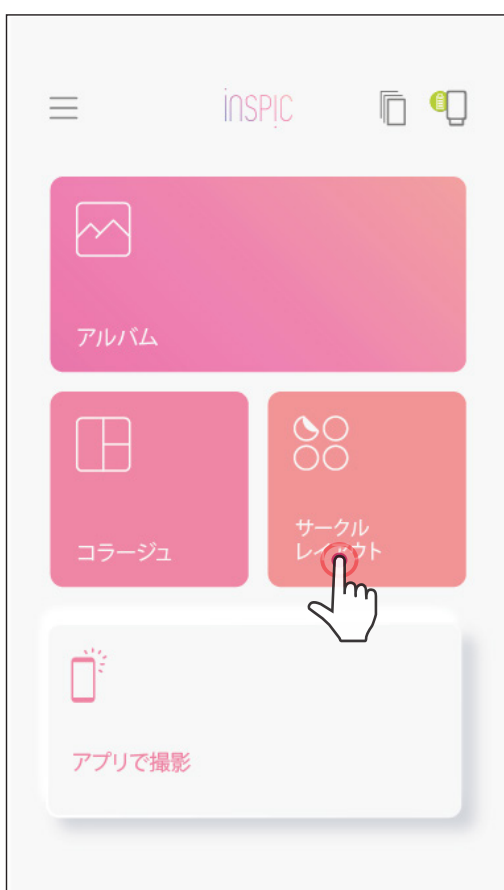 inspic
アルバム
コラージュ
サークル
レイアウト
アプリで撮影